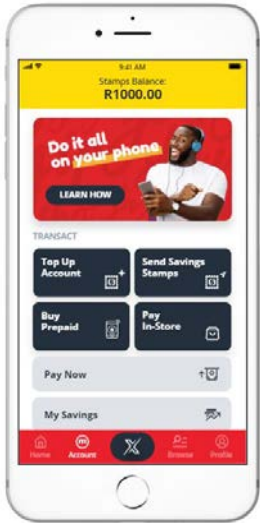 9:41 AM
Stamps Balance:
R1000.00
Do it all
on your phone
LEARN HOW
TRANSACT
Top Up
Account
Send Savings
Stamps
Buy
Prepaid
Pay
In-Store
Pay Now
My Savings
Home
Account
Browse
Profile